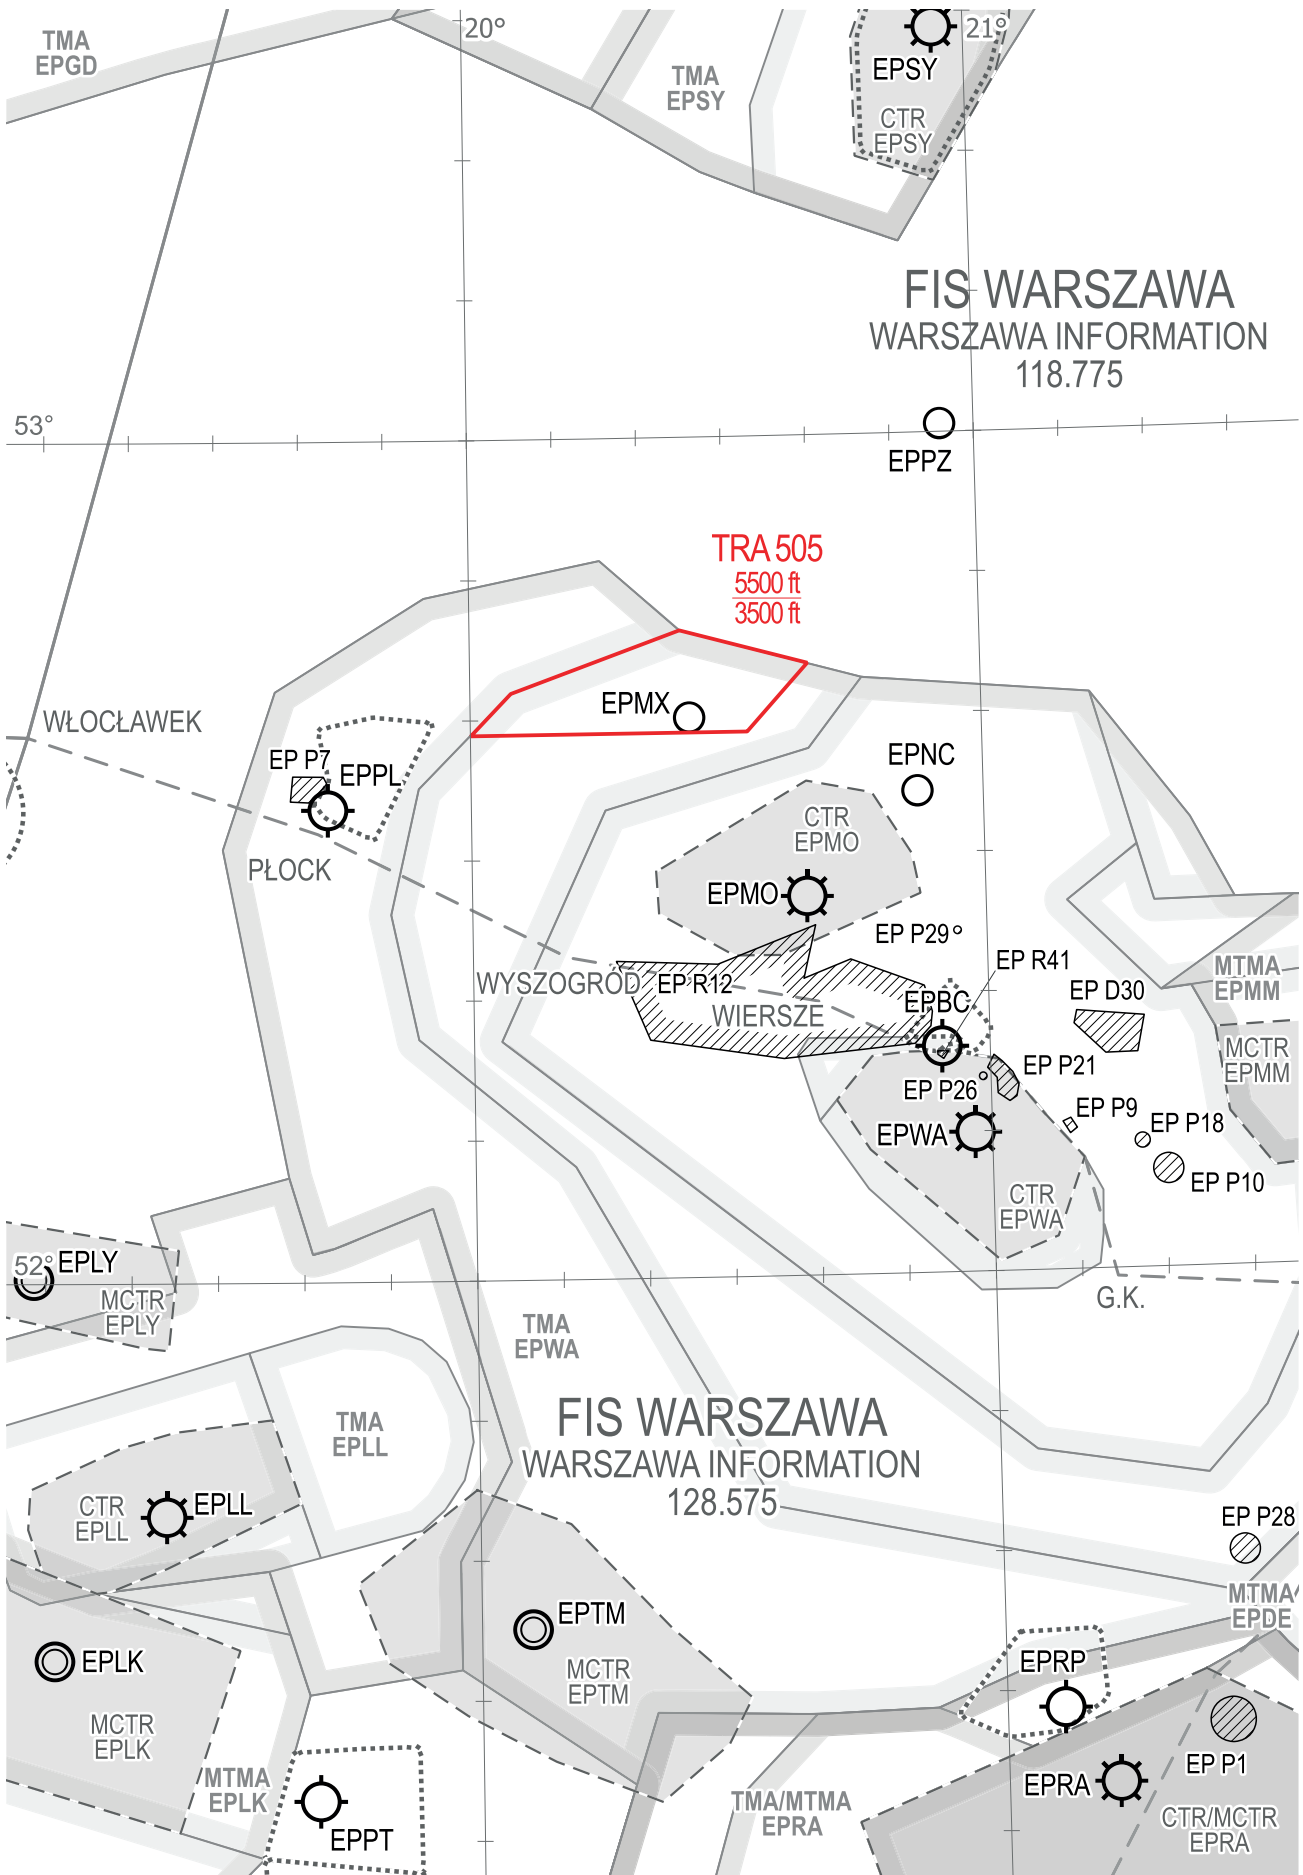 20°
21°
TMA
EPGD
EPSY
TMA
EPSY
CTR
EPSY
FIS WARSZAWA
WARSZAWA INFORMATION
118.775
53°
EPPZ
TRA 505
5500 ft
3500 ft
EPMX
WŁOCŁAWEK
EP P7
EPPL
EPNC
CTR
EPMO
PŁOCK
EPMO
EP P29
EP R41
WYSZOGRÓD
EP R12
WIERSZE
EPBC
EP D30
MTMA
EPMM
MCTR
EPMM
EP P21
EP P26
EP P9
EP P18
EPWA
EP P10
CTR
EPWA
52°
EPLY
MCTR
EPLY
G.K.
TMA
EPWA
FIS WARSZAWA
WARSZAWA INFORMATION
128.575
TMA
EPLL
CTR
EPLL
EPLL
EP P28
MTMA
EPDE
EPTM
MCTR
EPTM
EPLK
MCTR
EPLK
EPRP
MTMA
EPLK
EPPT
TMA/MTMA
EPRA
EPRA
EP P1
CTR/MCTR
EPRA